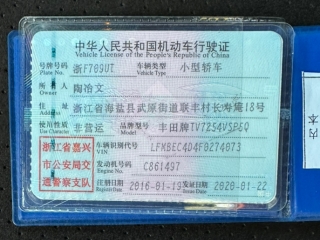 中华人民共和国机动车行驶证
Vehicle License of the People's Republic of China
号牌号码 浙F769UT 车辆类型 小型轿车
Plate No. Vehicle Type
所有人 陶冶文
Owner
住址 浙江省海盐县武原街道联丰村长寿苑18号
Address
使用性质 非营运 品牌型号 丰田牌TV7254VSP5Q
Use Character Model
浙江省嘉兴
市公安局交
通警察支队
车辆识别代号 LFMBEC4D4F0274073
VIN
发动机号码 C861497
Engine No.
注册日期 2016-01-19 发证日期 2020-01-22
Register Date Issue Date
内
本